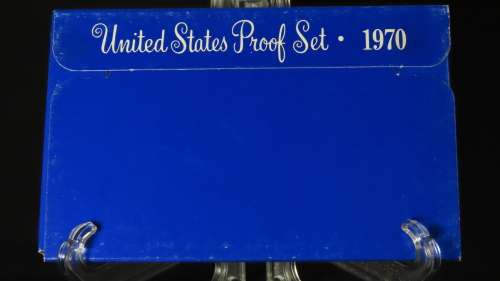 United States Proof Set • 1970